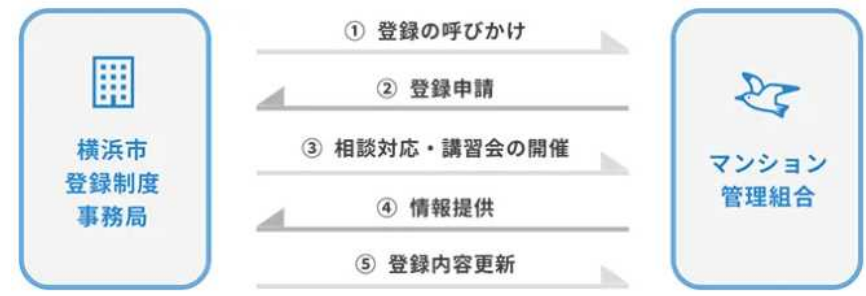 横浜市
登録制度
事務局
① 登録の呼びかけ
② 登録申請
③ 相談対応・講習会の開催
④ 情報提供
⑤ 登録内容更新
マンション
管理組合